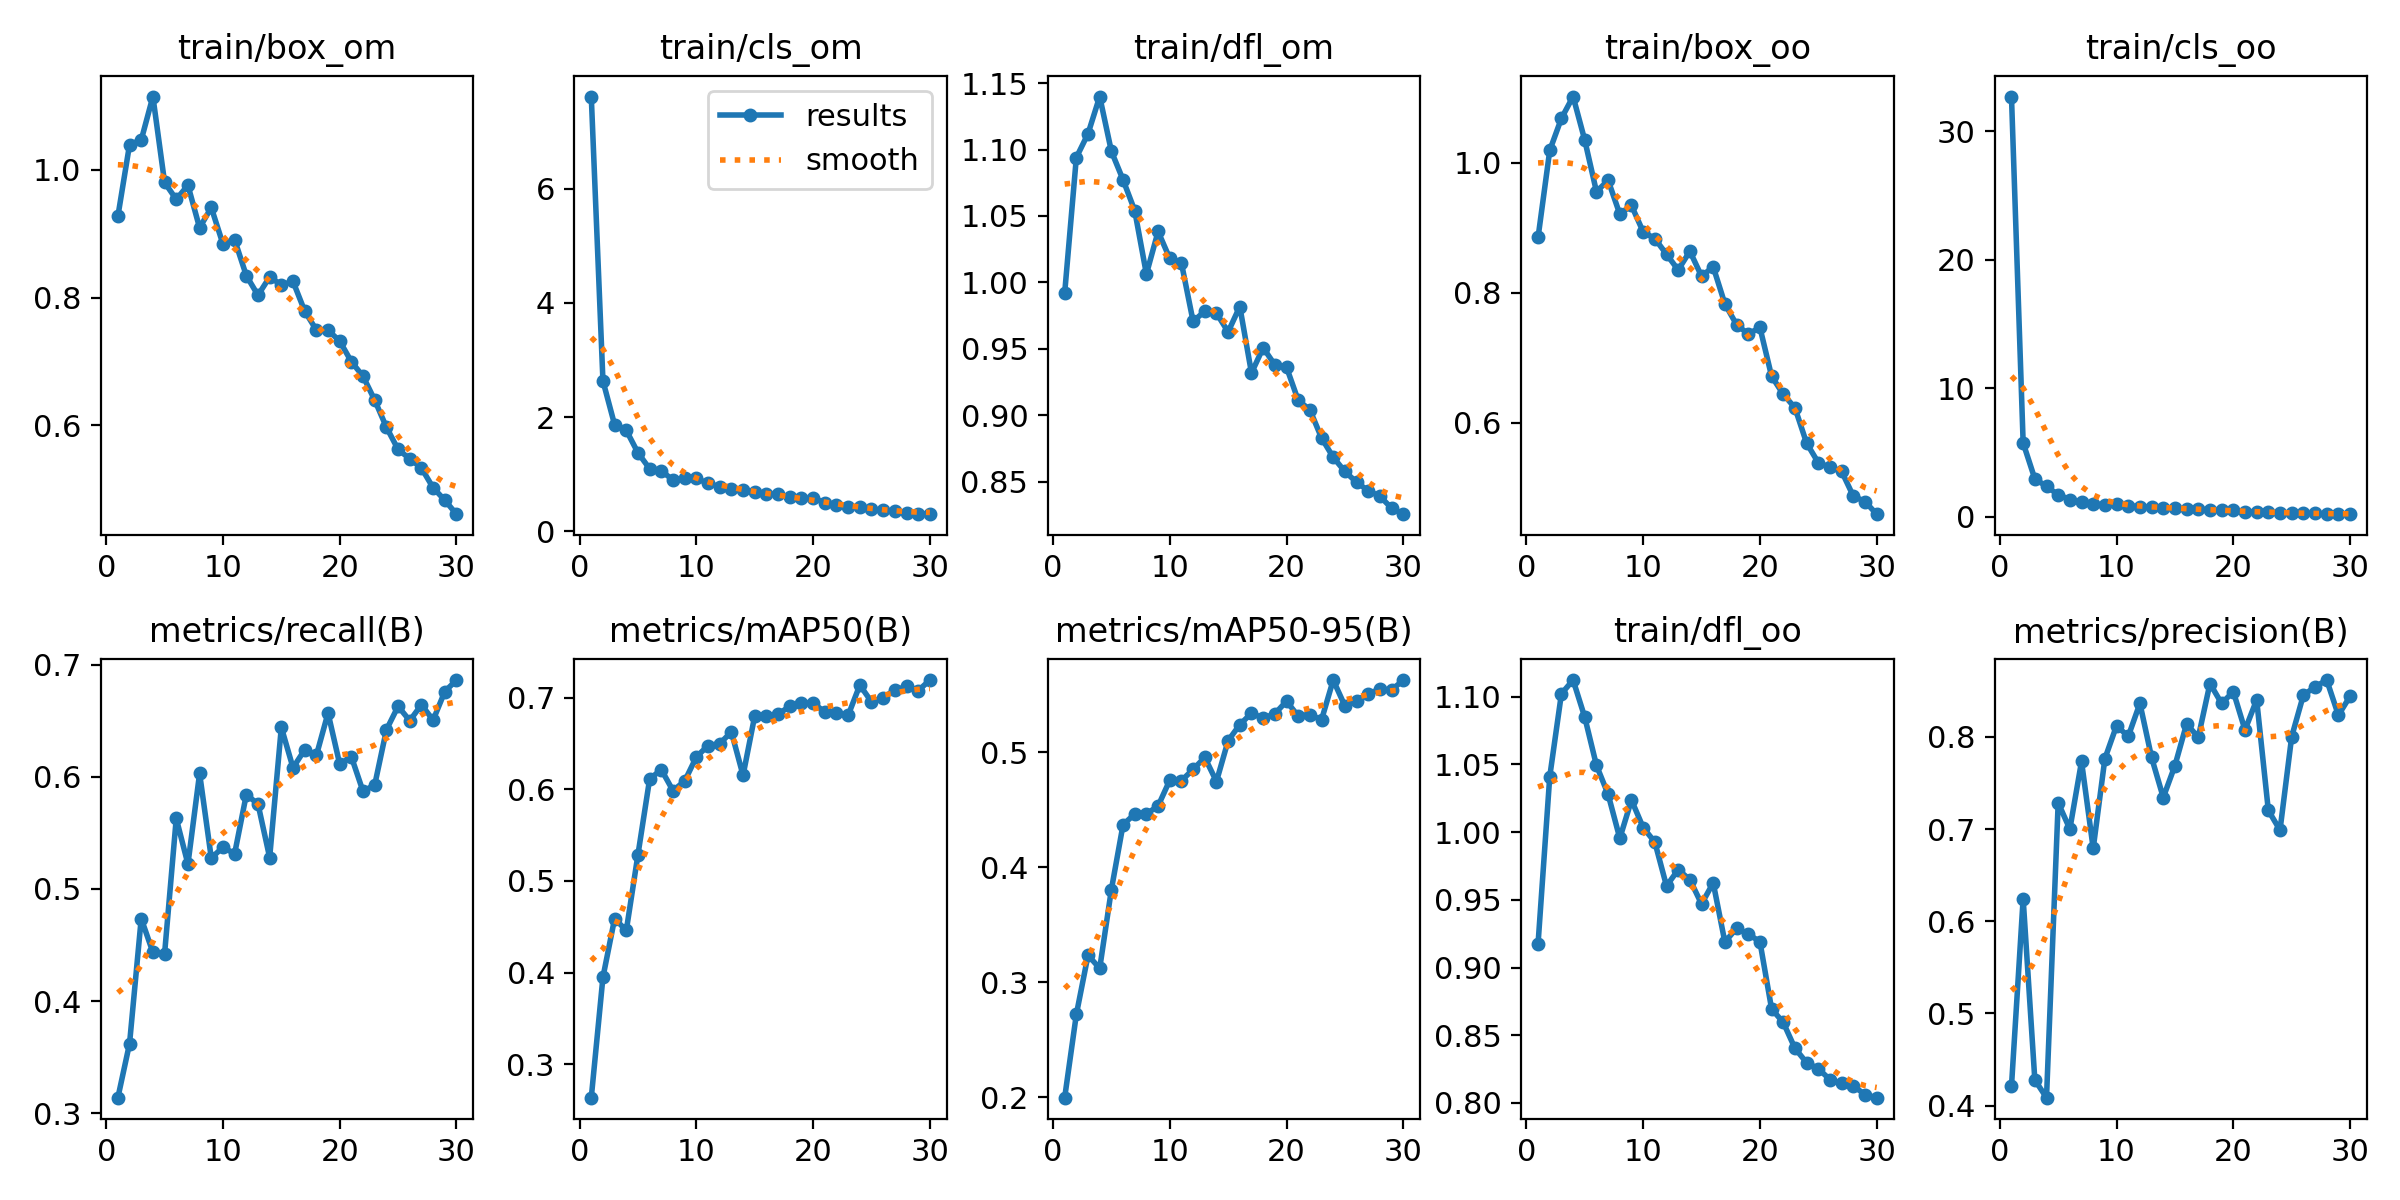 train/box_om
train/cls_om
train/dfl_om
train/box_oo
train/cls_oo
1.0
0.8
0.6
0 10 20 30
results
smooth
6
4
2
0
0 10 20 30
1.15
1.10
1.05
1.00
0.95
0.90
0.85
0 10 20 30
1.0
0.8
0.6
0 10 20 30
30
20
10
0
0 10 20 30
metrics/recall(B)
metrics/mAP50(B)
metrics/mAP50-95(B)
train/dfl_oo
metrics/precision(B)
0.7
0.6
0.5
0.4
0.3
0 10 20 30
0.7
0.6
0.5
0.4
0.3
0 10 20 30
0.5
0.4
0.3
0.2
0 10 20 30
1.10
1.05
1.00
0.95
0.90
0.85
0.80
0 10 20 30
0.8
0.7
0.6
0.5
0.4
0 10 20 30